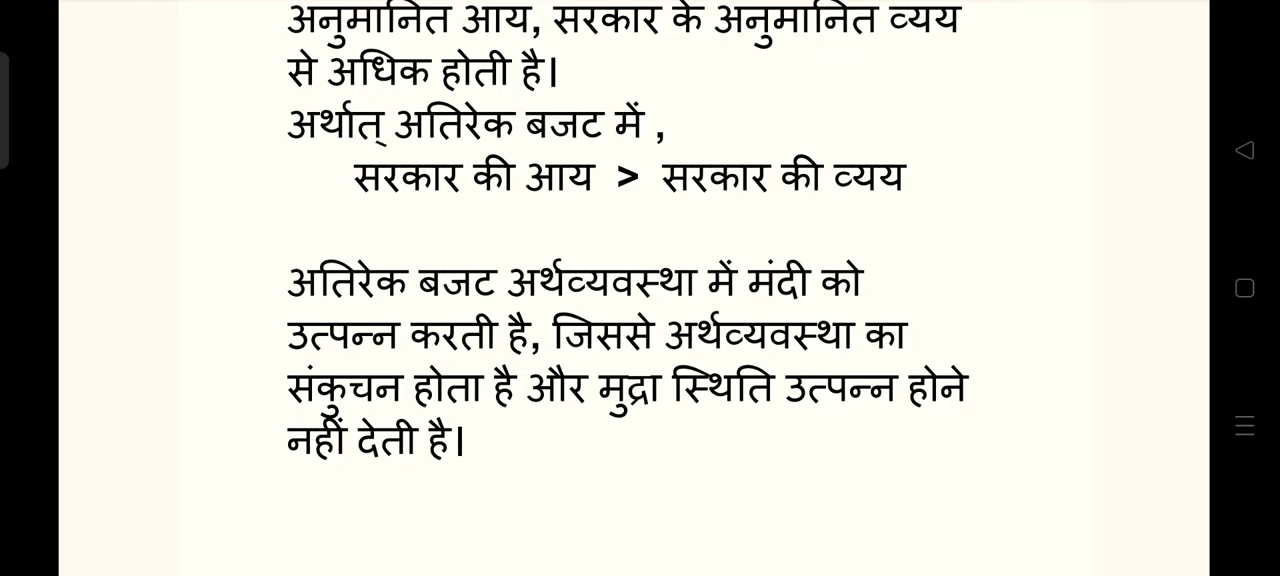 अनुमानित आय, सरकार के अनुमानित व्यय
से अधिक होती है।
अर्थात् अतिरेक बजट में ,
सरकार की आय > सरकार की व्यय
अतिरेक बजट अर्थव्यवस्था में मंदी को
उत्पन्न करती है, जिससे अर्थव्यवस्था का
संकुचन होता है और मुद्रा स्थिति उत्पन्न होने
नहीं देती है।